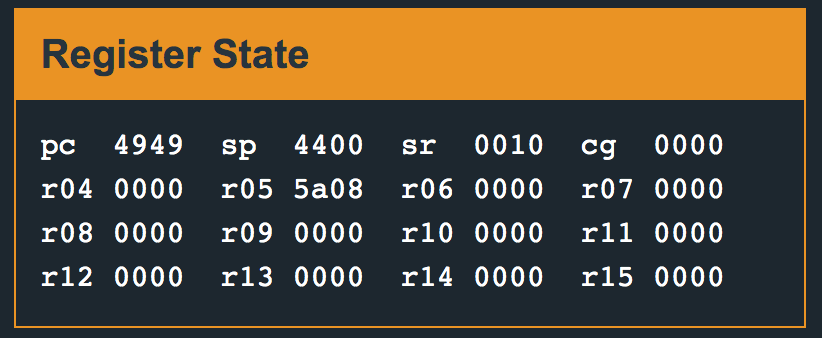 Register State
pc 4949 sp 4400 sr 0010 cg 0000
r04 0000 r05 5a08 r06 0000 r07 0000
r08 0000 r09 0000 r10 0000 r11 0000
r12 0000 r13 0000 r14 0000 r15 0000